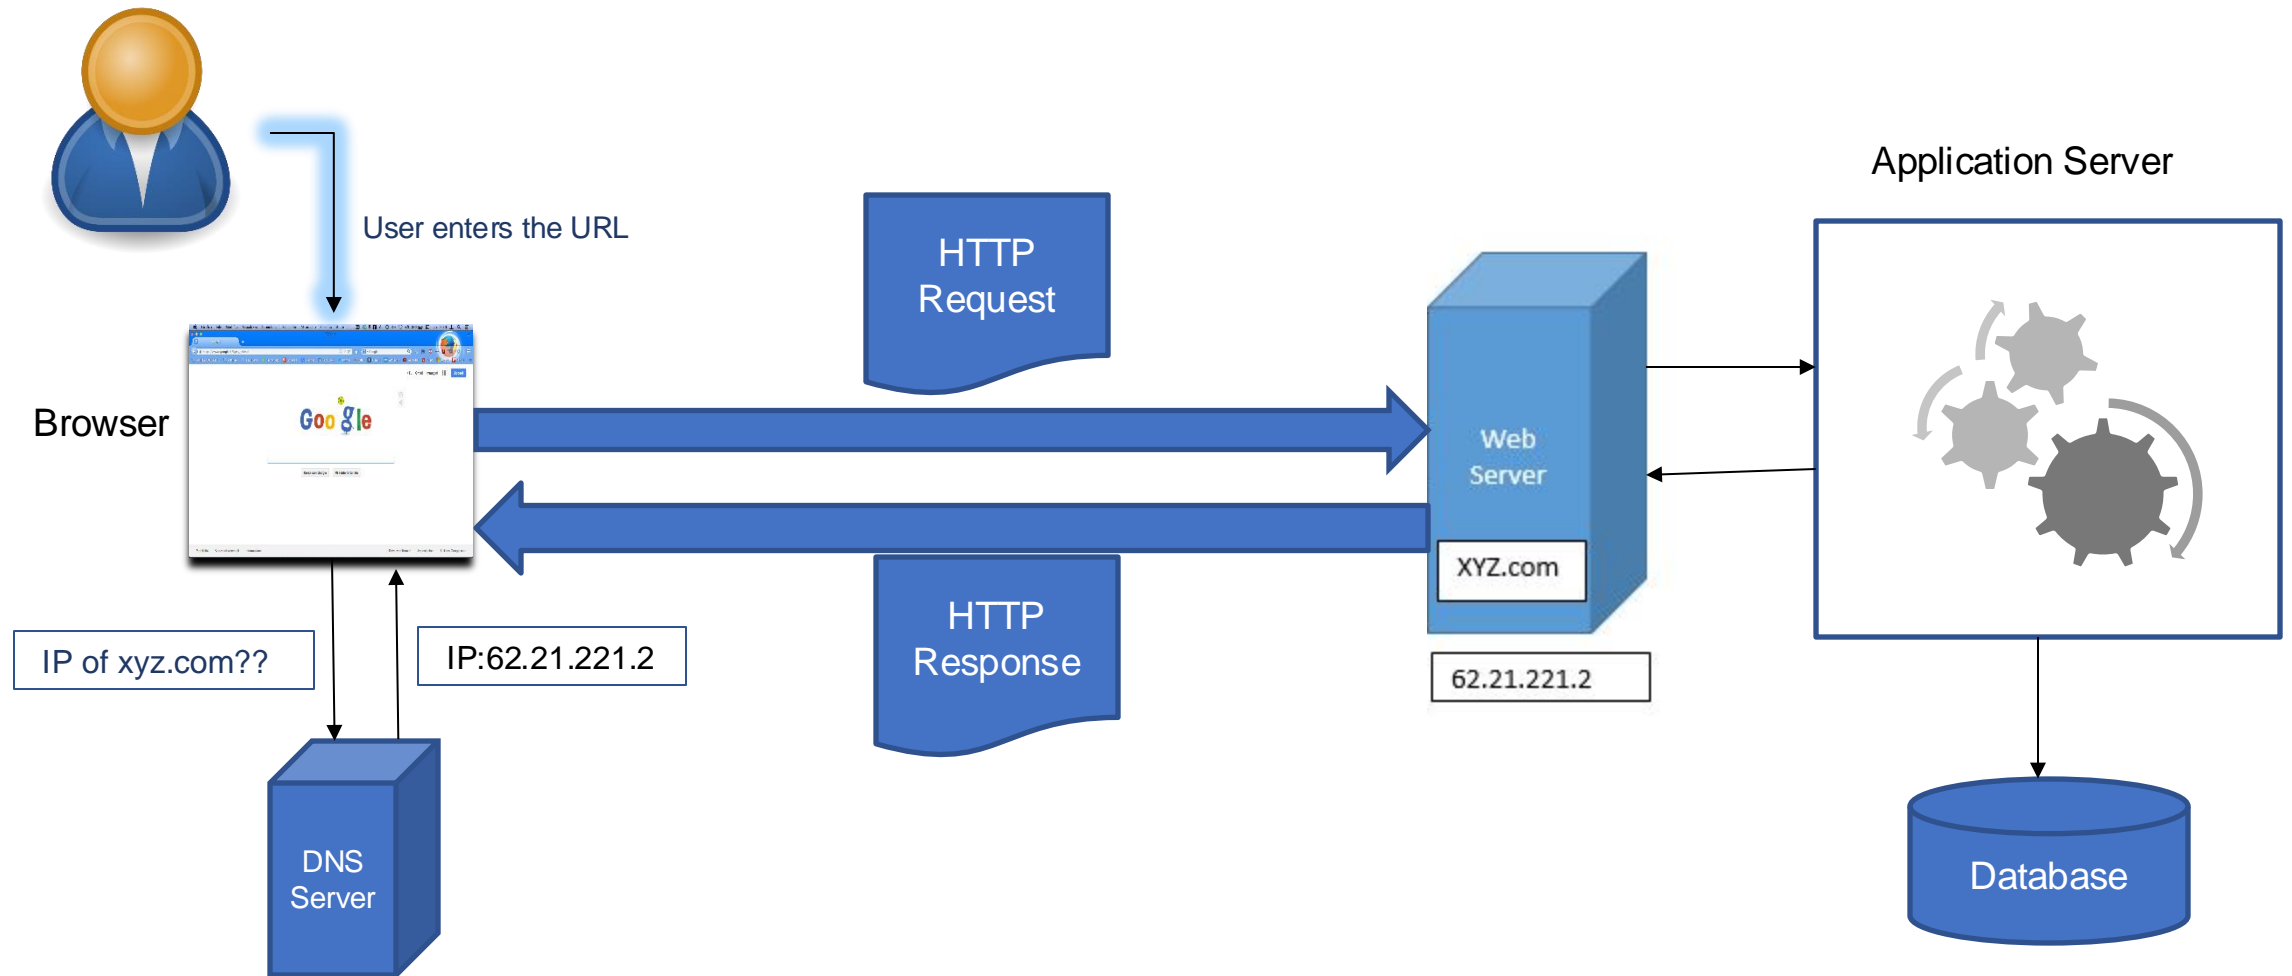 Application Server
User enters the URL
HTTP
Request
Browser
Google
Web
Server
XYZ.com
62.21.221.2
HTTP
Response
IP of xyz.com??
IP:62.21.221.2
DNS
Server
Database